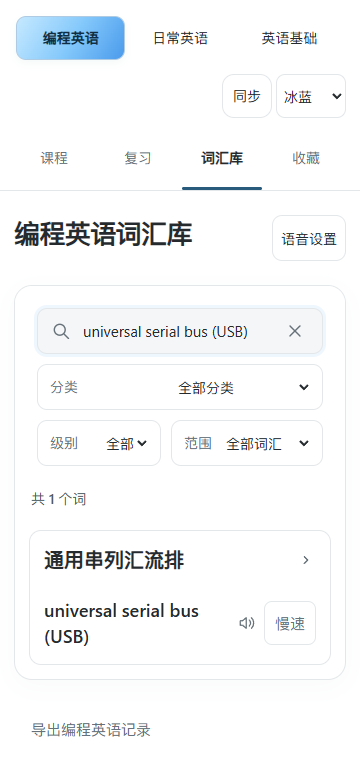 编程英语 日常英语 英语基础
同步 冰蓝
课程 复习 词汇库 收藏
编程英语词汇库 语音设置
universal serial bus (USB)
分类 全部分类
级别 全部 范围 全部词汇
共 1 个词
通用串列汇流排
universal serial bus
(USB)
慢速
导出编程英语记录